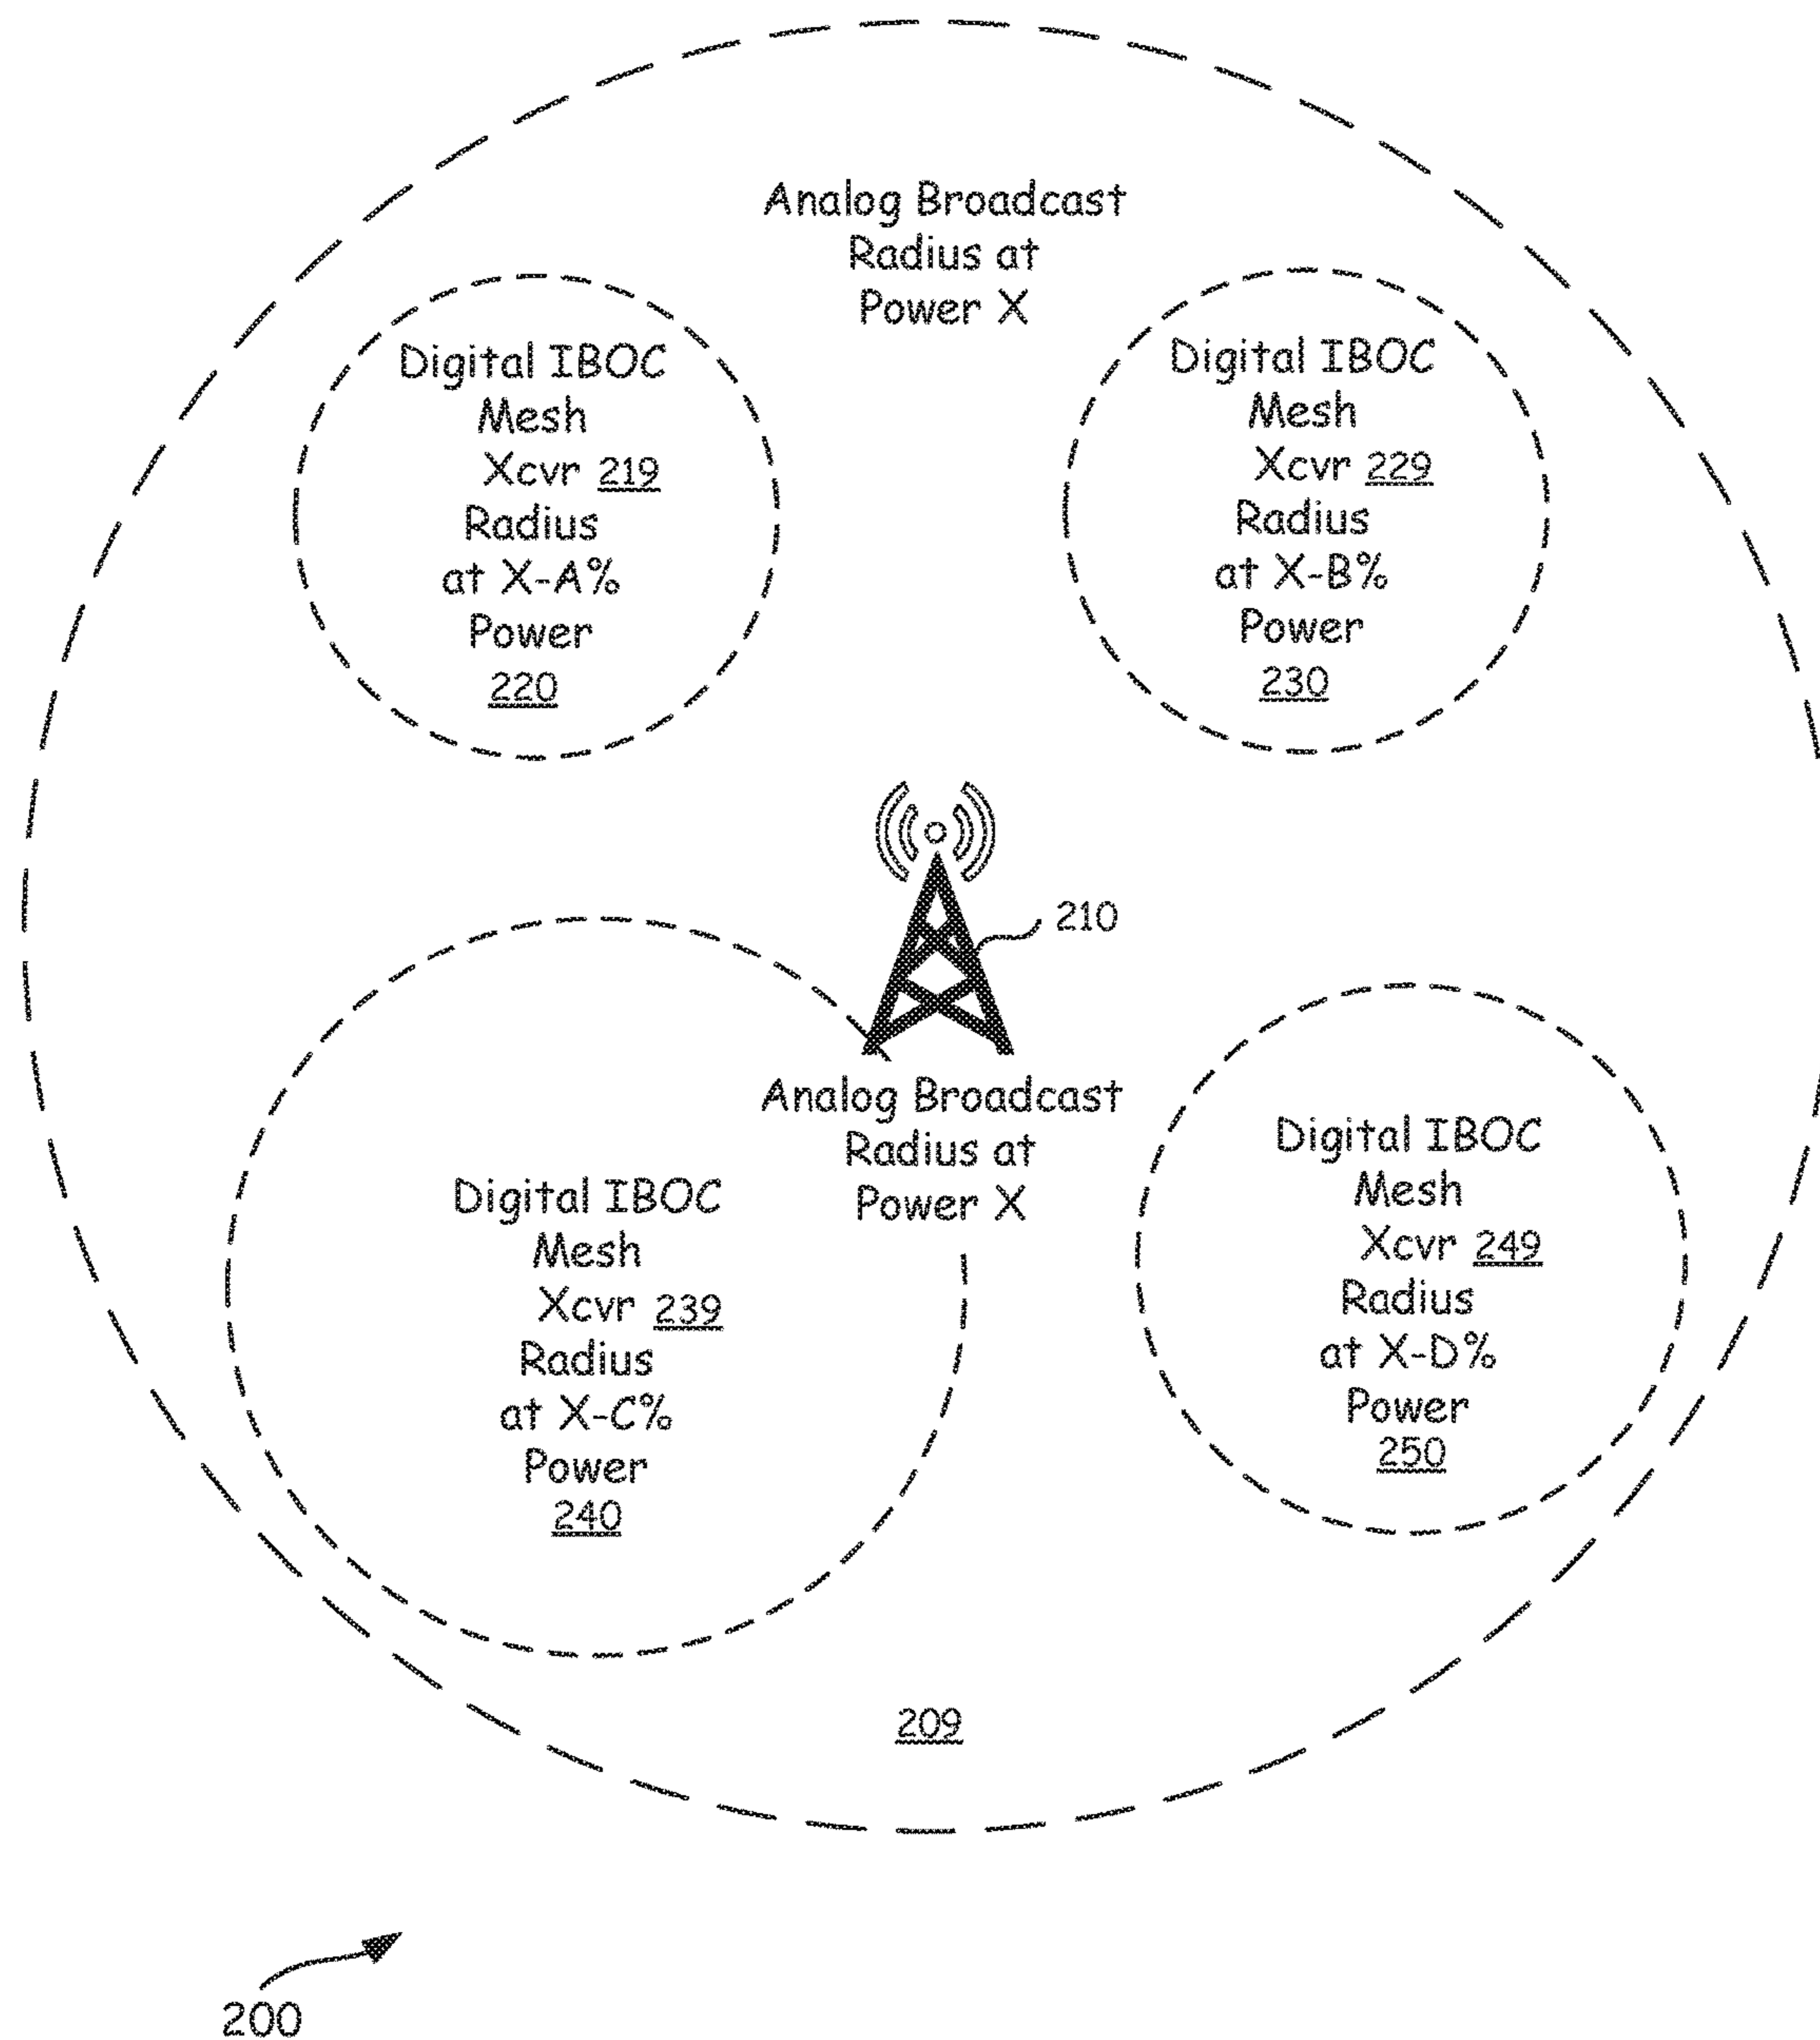 Analog Broadcast
Radius at
Power X
Digital IBOC
Mesh
Xcvr 219
Radius
at X-A%
Power
220
Digital IBOC
Mesh
Xcvr 229
Radius
at X-B%
Power
230
210
Analog Broadcast
Radius at
Power X
Digital IBOC
Mesh
Xcvr 239
Radius
at X-C%
Power
240
Digital IBOC
Mesh
Xcvr 249
Radius
at X-D%
Power
250
209
200